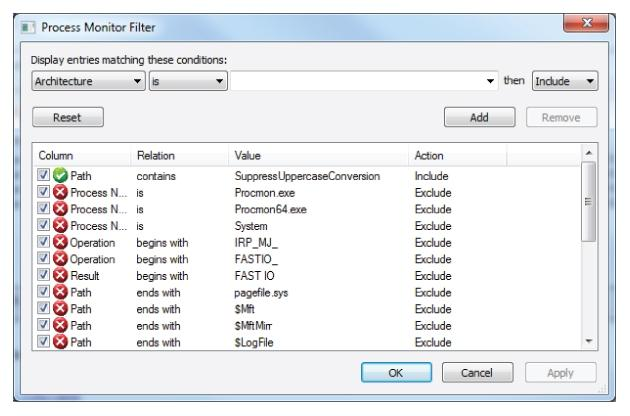 Process Monitor Filter
Display entries matching these conditions:
Architecture is then Include
Reset Add Remove
Column Relation Value Action
Path contains SuppressUppercaseConversion Include
Process N... is Procmon.exe Exclude
Process N... is Procmon64.exe Exclude
Process N... is System Exclude
Operation begins with IRP_MJ_ Exclude
Operation begins with FASTIO_ Exclude
Result begins with FAST IO Exclude
Path ends with pagefile.sys Exclude
Path ends with $Mft Exclude
Path ends with $MftMirr Exclude
Path ends with $LogFile Exclude
OK Cancel Apply